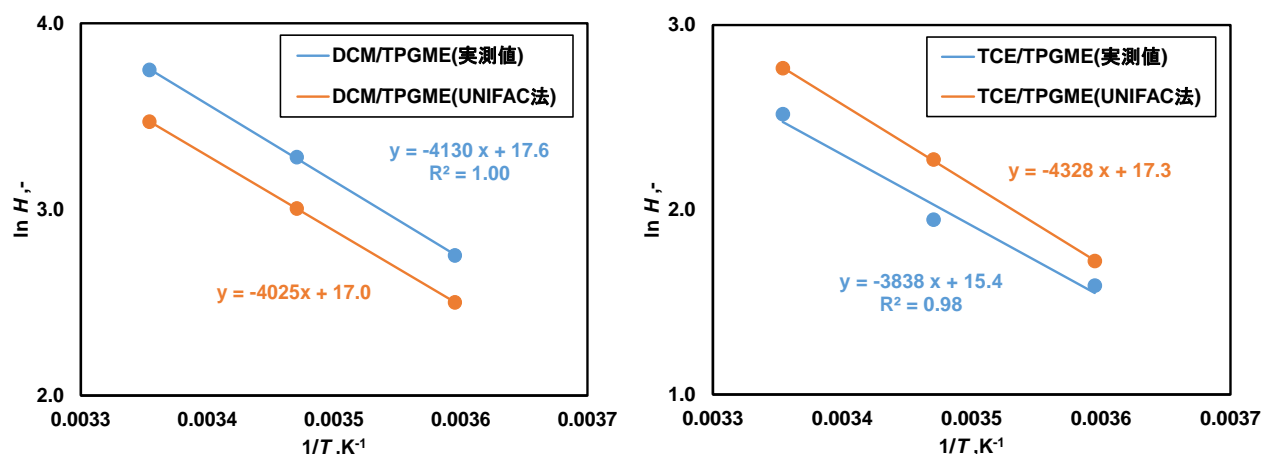 4.0
3.0
2.0
ln H ,-
DCM/TPGME(実測値)
DCM/TPGME(UNIFAC法)
y = -4130 x + 17.6
R² = 1.00
y = -4025x + 17.0
0.0033 0.0034 0.0035 0.0036 0.0037
1/T ,K⁻¹
3.0
2.0
1.0
ln H ,-
TCE/TPGME(実測値)
TCE/TPGME(UNIFAC法)
y = -4328 x + 17.3
y = -3838 x + 15.4
R² = 0.98
0.0033 0.0034 0.0035 0.0036 0.0037
1/T ,K⁻¹